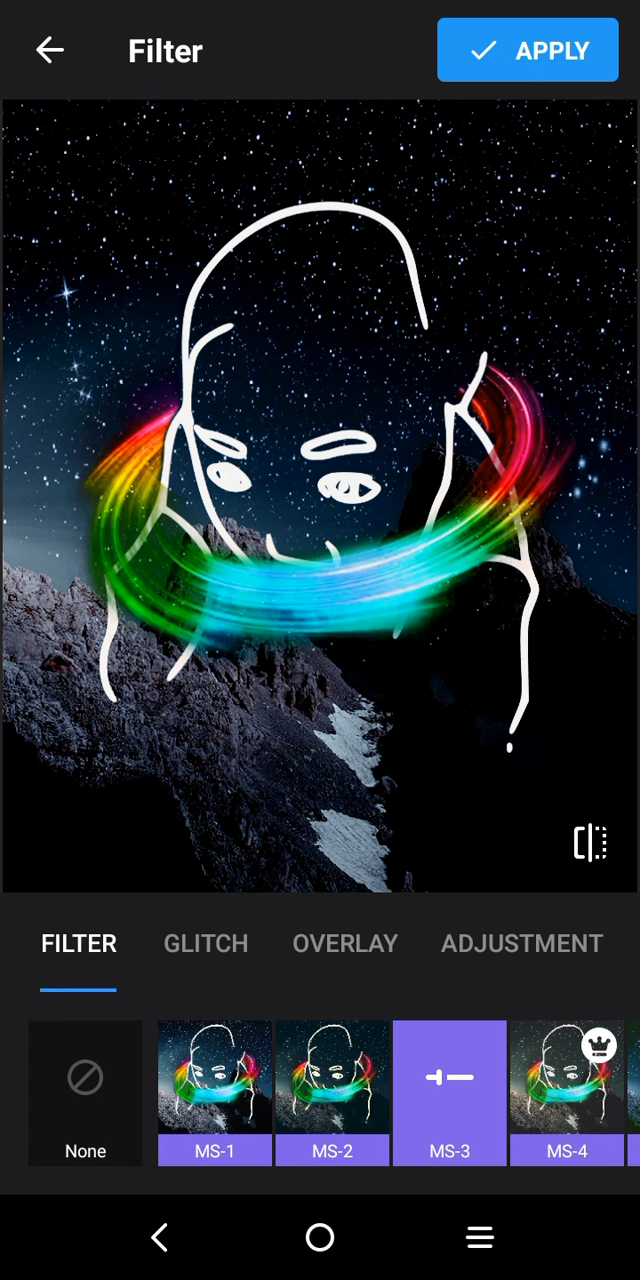 Filter
APPLY
FILTER GLITCH OVERLAY ADJUSTMENT
None MS-1 MS-2 MS-3 MS-4